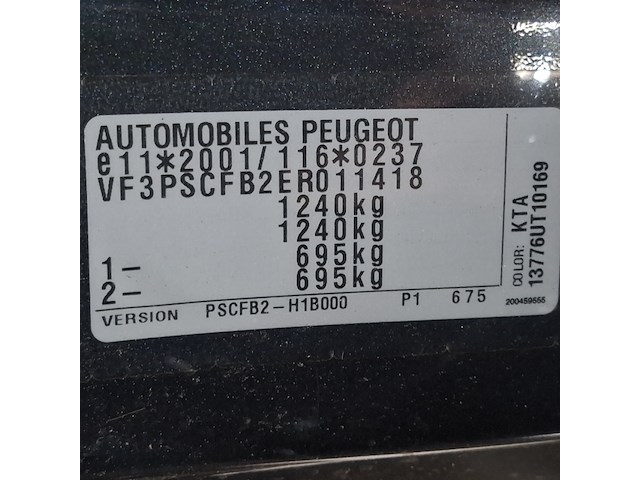 AUTOMOBILES PEUGEOT
e11*2001/116*0237
VF3PSCFB2ER011418
1240kg
1240kg
1- 695kg
2- 695kg
VERSION PSCFB2-H1B000 P1 675
COLOR: KTA
13776UT10169
200459555